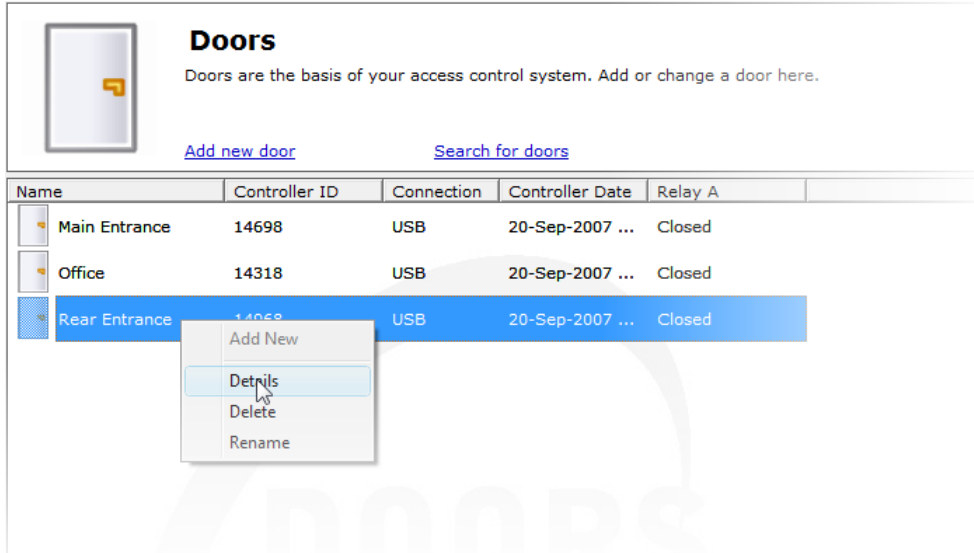 Doors
Doors are the basis of your access control system. Add or change a door here.
Add new door Search for doors
Name Controller ID Connection Controller Date Relay A
Main Entrance 14698 USB 20-Sep-2007 ... Closed
Office 14318 USB 20-Sep-2007 ... Closed
Rear Entrance USB 20-Sep-2007 ... Closed
Add New
Details
Delete
Rename
DOORS